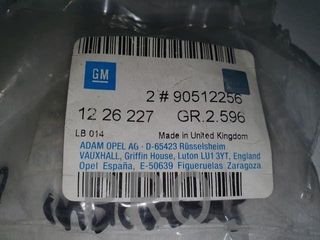 GM
2 # 90512256
12 26 227 GR.2.596
LB 014 Made in United Kingdom
ADAM OPEL AG · D-65423 Rüsselsheim
VAUXHALL, Griffin House, Luton LU1 3YT, England
Opel España, E-50639 Figueruelas Zaragoza